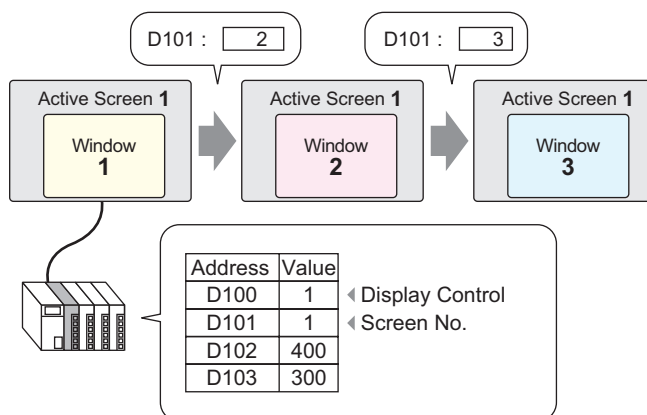 D101 : 2
D101 : 3
Active Screen 1
Window
1
Active Screen 1
Window
2
Active Screen 1
Window
3
Address Value
D100 1 Display Control
D101 1 Screen No.
D102 400
D103 300